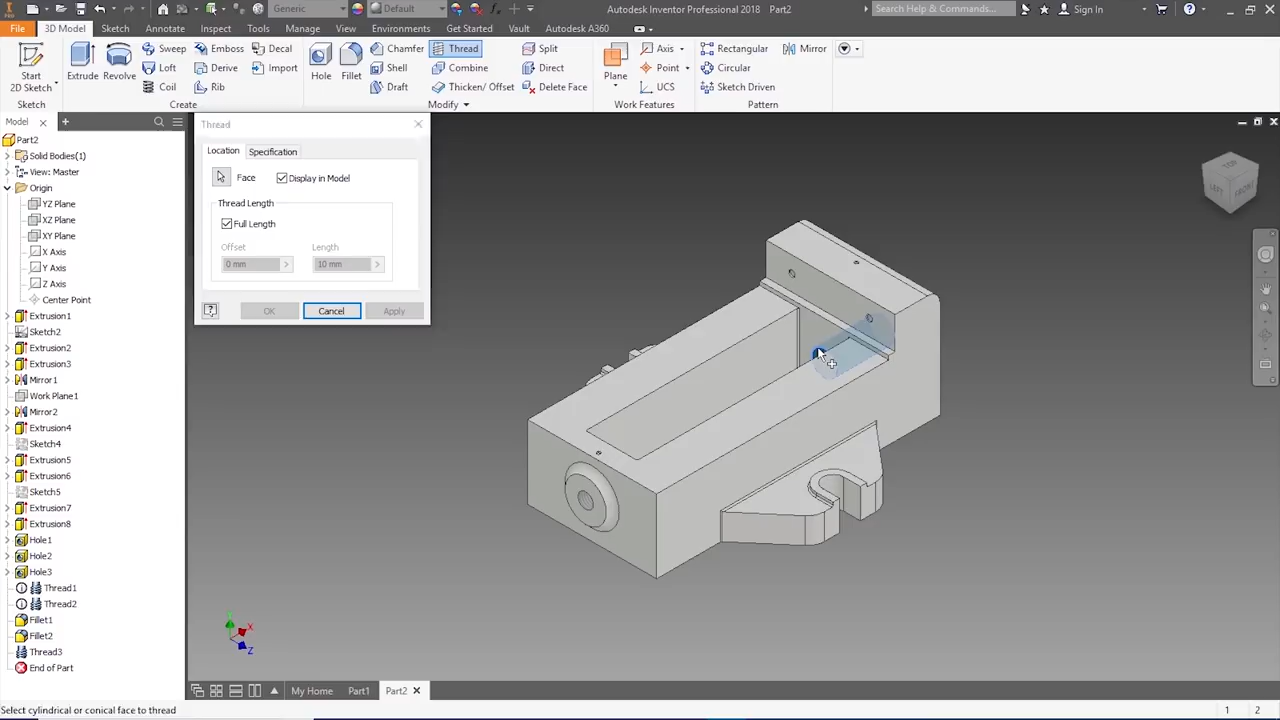 Generic
Default
Autodesk Inventor Professional 2018 Part2
Search Help & Commands...
Sign In
File
3D Model
Sketch
Annotate
Inspect
Tools
Manage
View
Environments
Get Started
Vault
Autodesk A360
Start
2D Sketch
Extrude
Revolve
Sweep
Loft
Coil
Emboss
Derive
Rib
Decal
Import
Hole
Fillet
Chamfer
Shell
Draft
Thread
Combine
Thicken/ Offset
Split
Direct
Delete Face
Plane
Axis
Point
UCS
Rectangular
Circular
Sketch Driven
Mirror
Sketch
Create
Modify
Work Features
Pattern
Model
Part2
Solid Bodies(1)
View: Master
Origin
YZ Plane
XZ Plane
XY Plane
X Axis
Y Axis
Z Axis
Center Point
Extrusion1
Sketch2
Extrusion2
Extrusion3
Mirror1
Work Plane1
Mirror2
Extrusion4
Sketch4
Extrusion5
Extrusion6
Sketch5
Extrusion7
Extrusion8
Hole1
Hole2
Hole3
Thread1
Thread2
Fillet1
Fillet2
Thread3
End of Part
Thread
Location
Specification
Face
Display in Model
Thread Length
Full Length
Offset
Length
0 mm
10 mm
OK
Cancel
Apply
TOP
LEFT
FRONT
Y
X
Z
My Home
Part1
Part2
Select cylindrical or conical face to thread
1
2